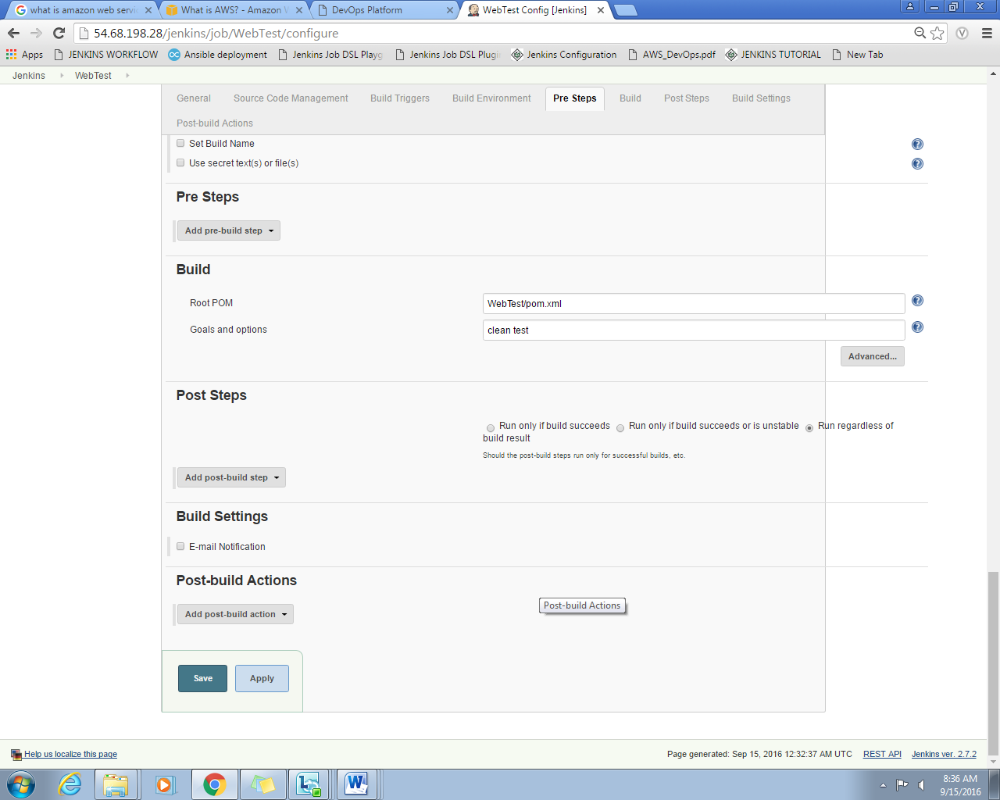 what is amazon web servi
What is AWS? - Amazon W
DevOps Platform
WebTest Config [Jenkins]
54.68.198.28/jenkins/job/WebTest/configure
Apps
JENKINS WORKFLOW
Ansible deployment
Jenkins Job DSL Playg
Jenkins Job DSL Plugi
Jenkins Configuration
AWS_DevOps.pdf
JENKINS TUTORIAL
New Tab
Jenkins
WebTest
General
Source Code Management
Build Triggers
Build Environment
Pre Steps
Build
Post Steps
Build Settings
Post-build Actions
Set Build Name
Use secret text(s) or file(s)
Pre Steps
Add pre-build step
Build
Root POM
WebTest/pom.xml
Goals and options
clean test
Advanced...
Post Steps
Run only if build succeeds
Run only if build succeeds or is unstable
Run regardless of
build result
Should the post-build steps run only for successful builds, etc.
Add post-build step
Build Settings
E-mail Notification
Post-build Actions
Post-build Actions
Add post-build action
Save
Apply
Help us localize this page
Page generated: Sep 15, 2016 12:32:37 AM UTC
REST API
Jenkins ver. 2.7.2
8:36 AM
9/15/2016